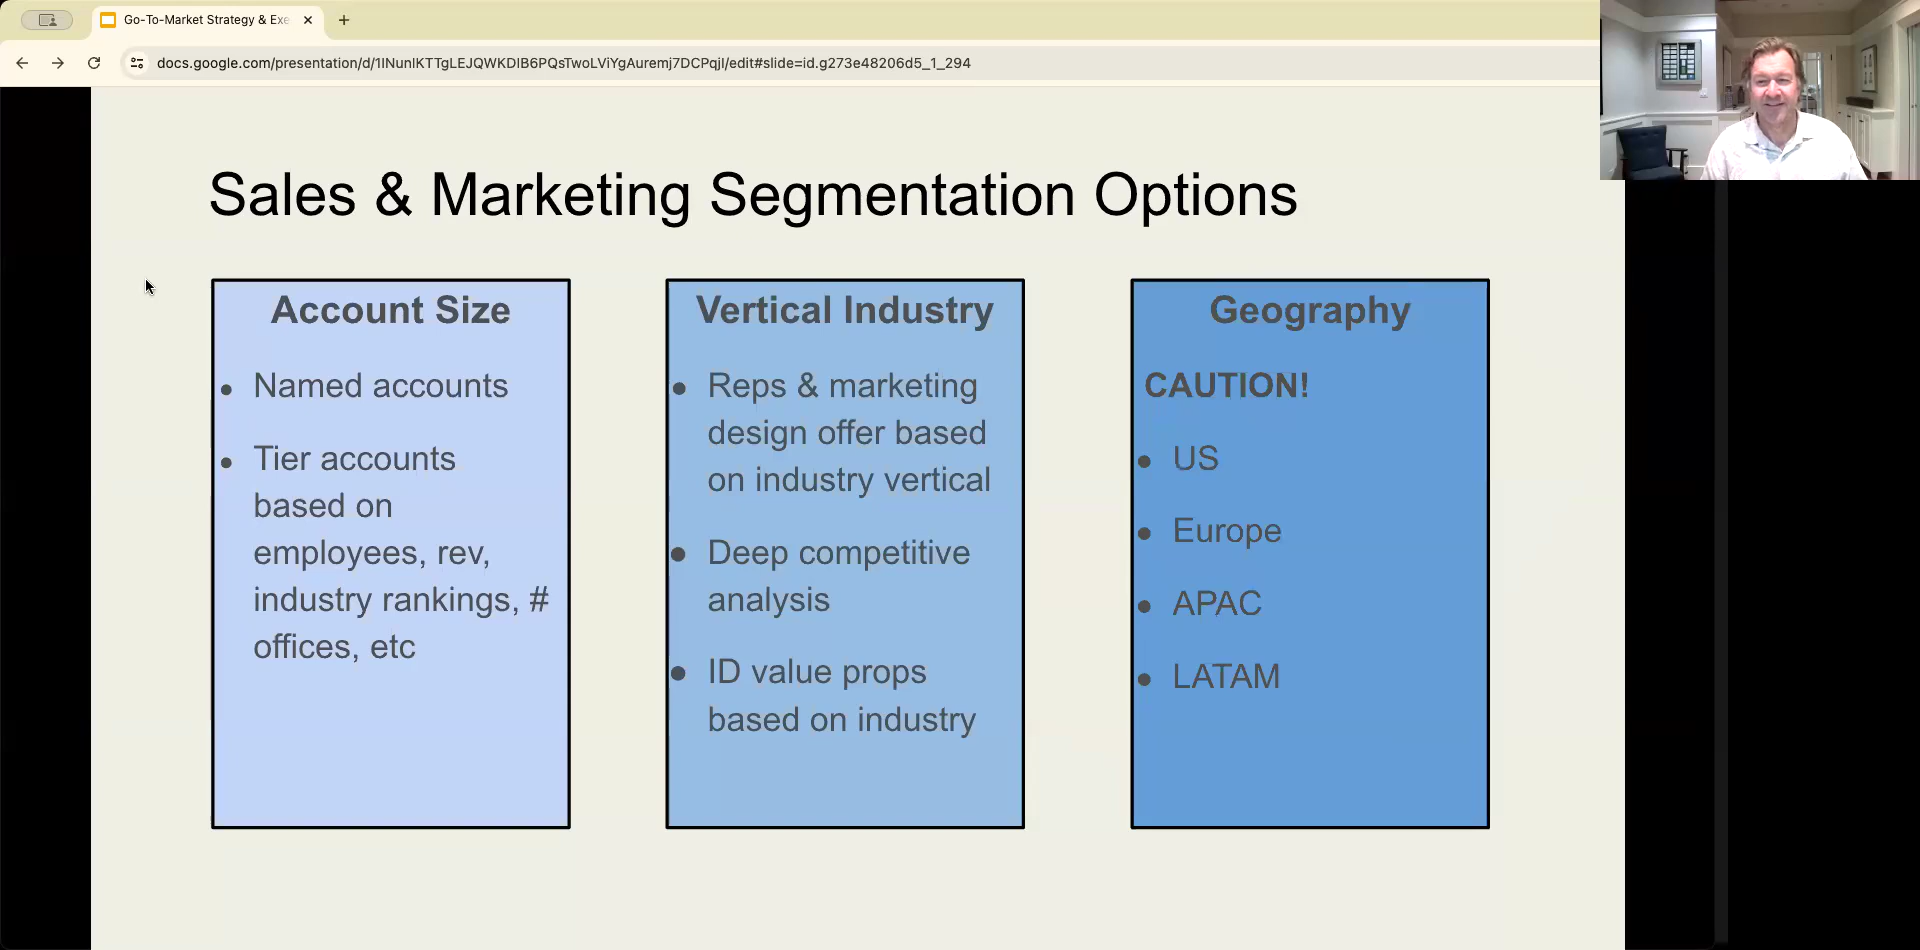 Go-To-Market Strategy & Exe
docs.google.com/presentation/d/1INunIKTTgLEJQWKDIB6PQsTwoLViYgAuremj7DCPqjI/edit#slide=id.g273e48206d5_1_294
Sales & Marketing Segmentation Options
Account Size
● Named accounts
● Tier accounts
based on
employees, rev,
industry rankings, #
offices, etc
Vertical Industry
● Reps & marketing
design offer based
on industry vertical
● Deep competitive
analysis
● ID value props
based on industry
Geography
CAUTION!
● US
● Europe
● APAC
● LATAM